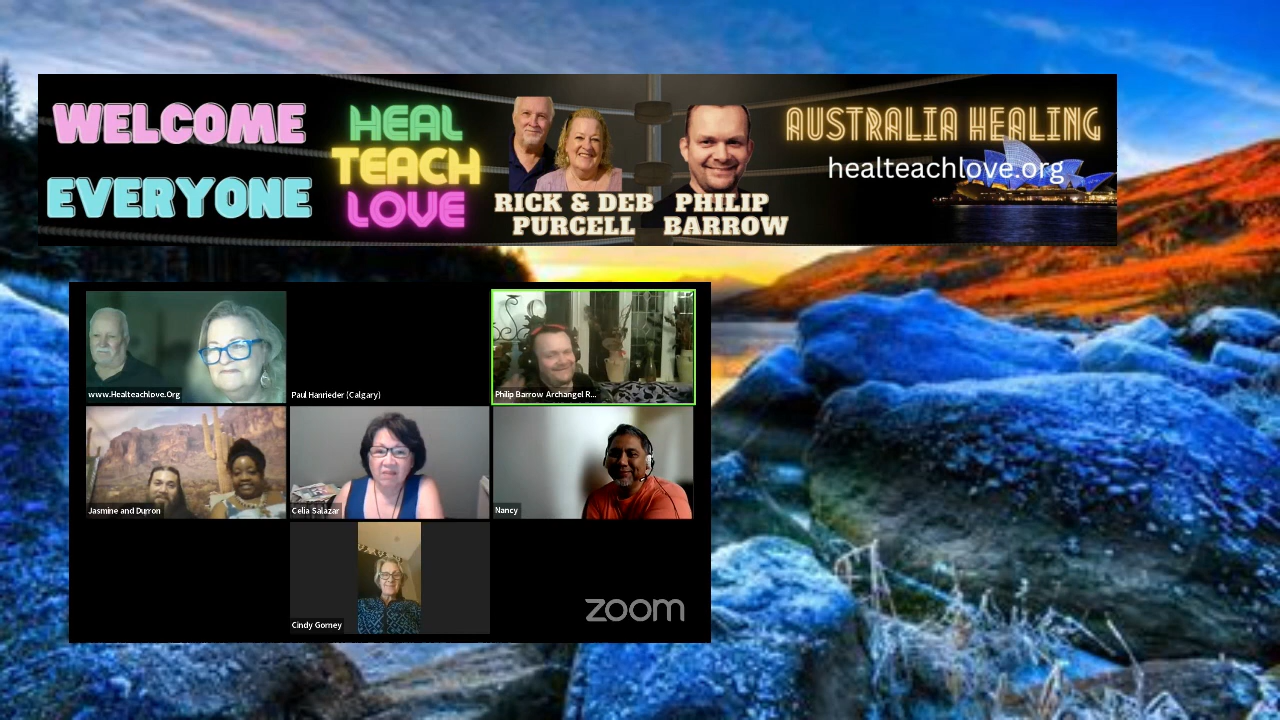 WELCOME
EVERYONE
HEAL
TEACH
LOVE
RICK & DEB
PURCELL
PHILIP
BARROW
AUSTRALIA HEALING
healteachlove.org
www.Healteachlove.Org
Paul Hanrieder (Calgary)
Philip Barrow Archangel R...
Jasmine and Durron
Celia Salazar
Nancy
Cindy Gorney
zoom